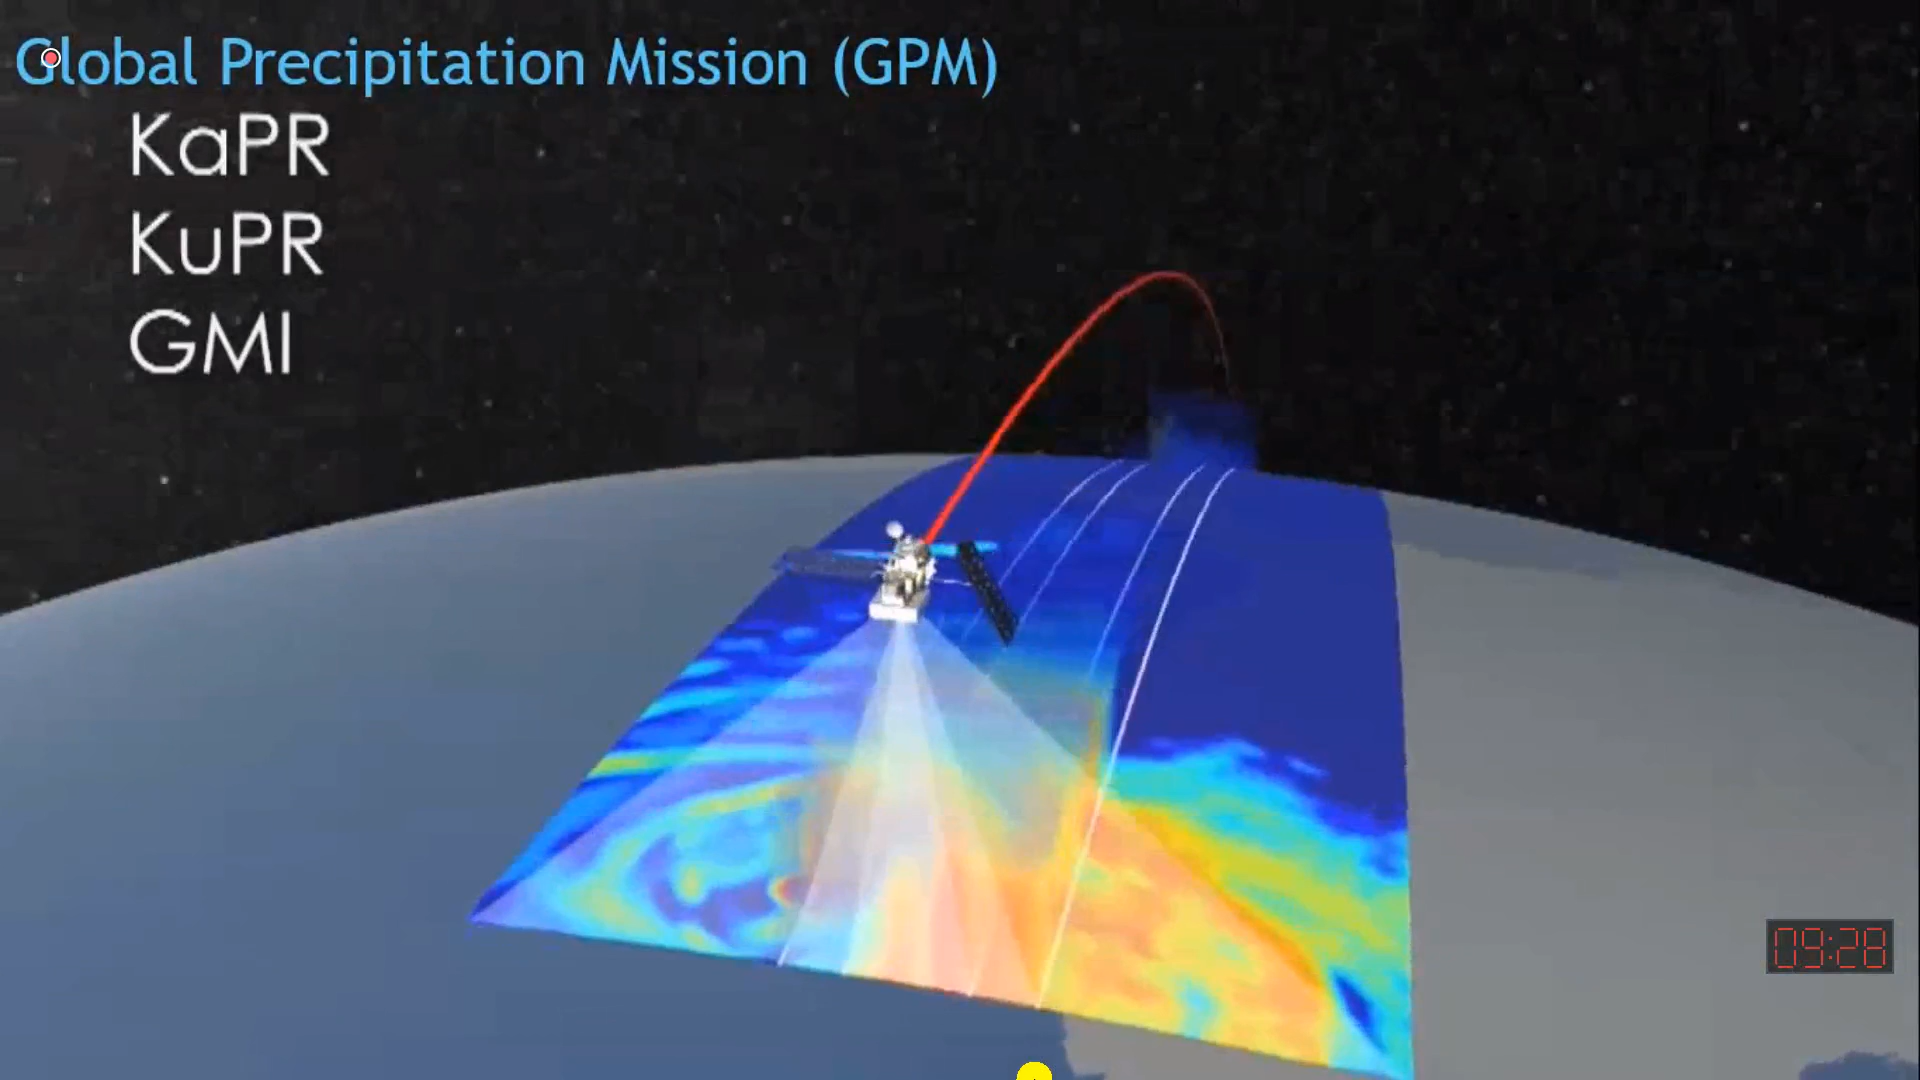 Global Precipitation Mission (GPM)
KaPR
KuPR
GMI
09:28